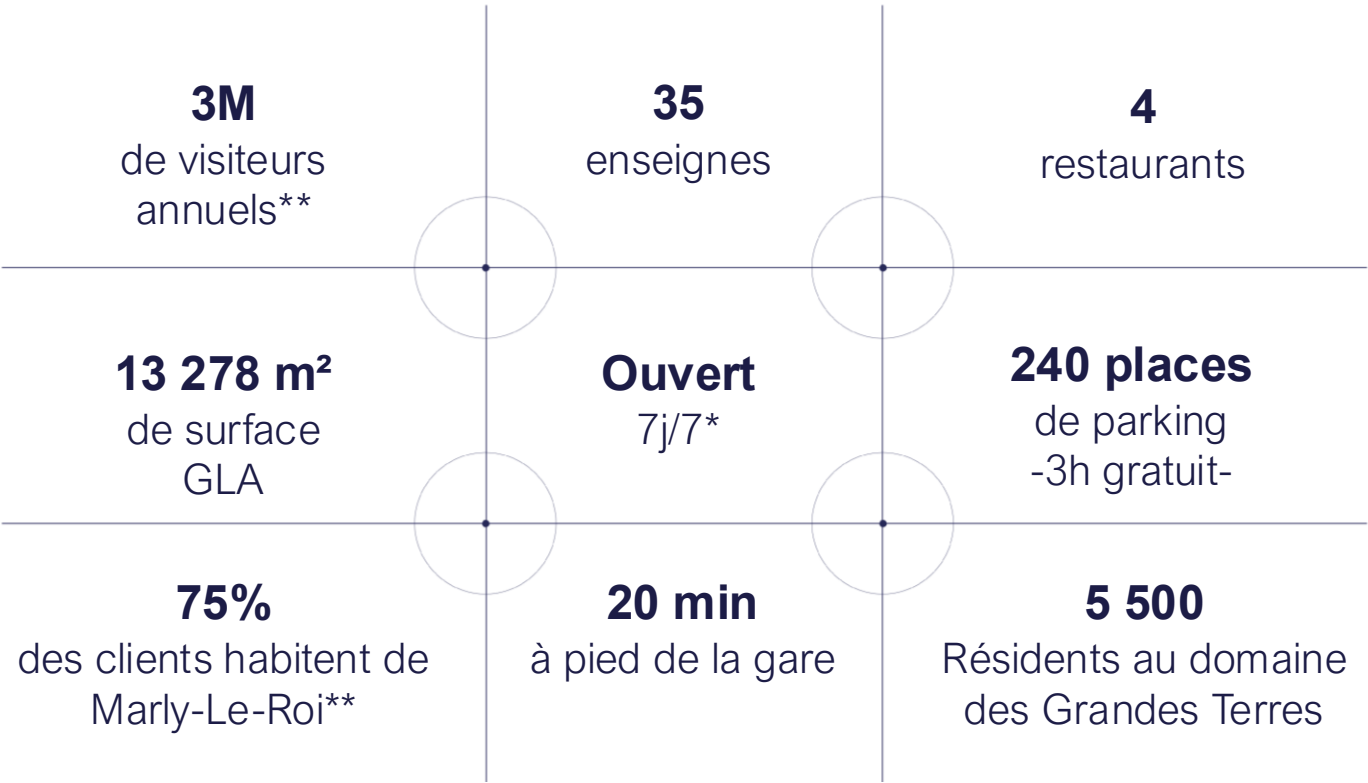 3M
de visiteurs
annuels**
35
enseignes
4
restaurants
13 278 m²
de surface
GLA
Ouvert
7j/7*
240 places
de parking
-3h gratuit-
75%
des clients habitent de
Marly-Le-Roi**
20 min
à pied de la gare
5 500
Résidents au domaine
des Grandes Terres